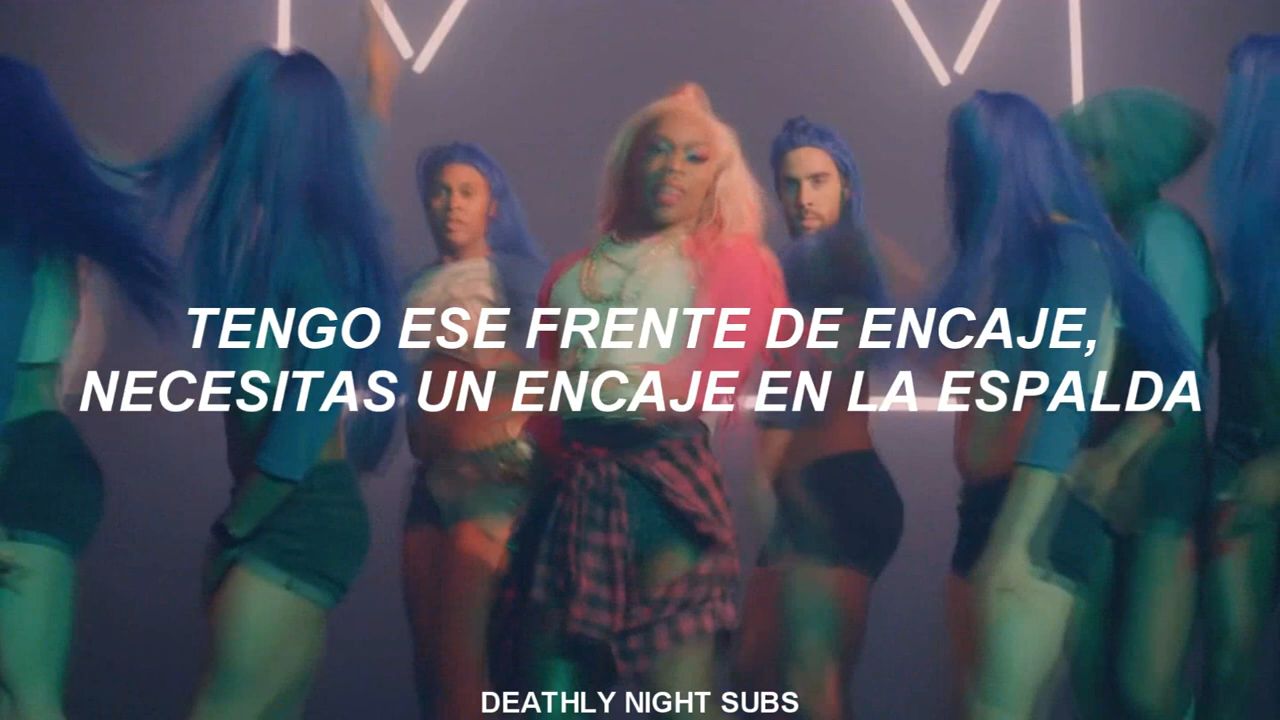 TENGO ESE FRENTE DE ENCAJE,
NECESITAS UN ENCAJE EN LA ESPALDA
DEATHLY NIGHT SUBS